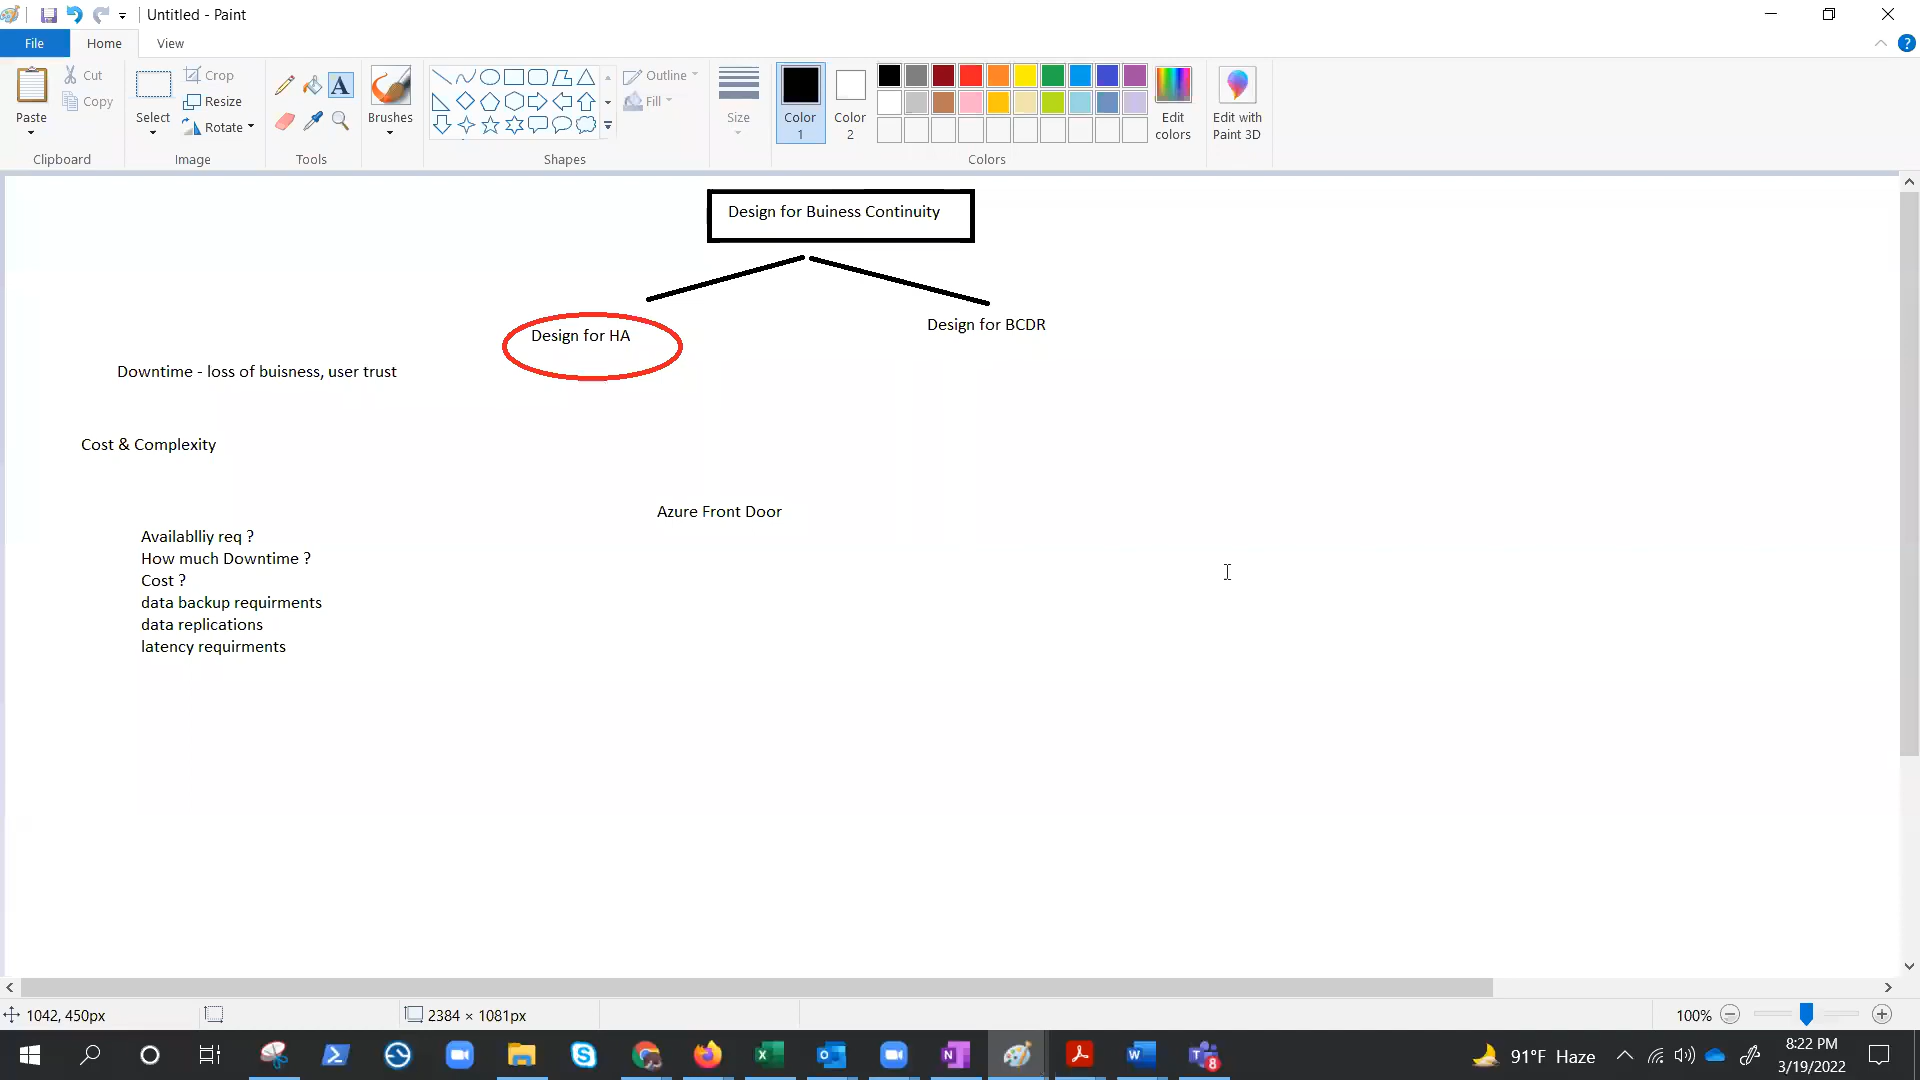 Untitled - Paint
File
Home
View
Paste
Cut
Copy
Clipboard
Select
Crop
Resize
Rotate
Image
Tools
Brushes
Shapes
Outline
Fill
Size
Color 1
Color 2
Colors
Edit colors
Edit with Paint 3D
Design for Buiness Continuity
Design for HA
Design for BCDR
Downtime - loss of buisness, user trust
Cost & Complexity
Azure Front Door
Availablliy req ?
How much Downtime ?
Cost ?
data backup requirments
data replications
latency requirments
1042, 450px
2384 × 1081px
100%
91°F Haze
8:22 PM
3/19/2022
8